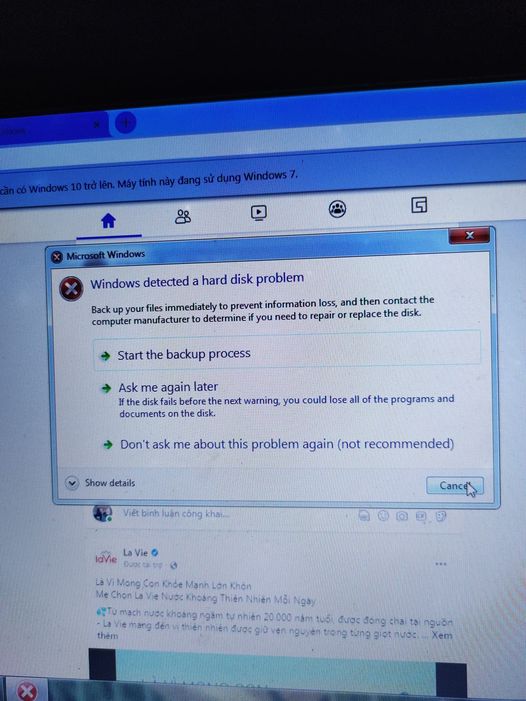 cần có Windows 10 trở lên. Máy tính này đang sử dụng Windows 7.
Microsoft Windows
Windows detected a hard disk problem
Back up your files immediately to prevent information loss, and then contact the
computer manufacturer to determine if you need to repair or replace the disk.
Start the backup process
Ask me again later
If the disk fails before the next warning, you could lose all of the programs and
documents on the disk.
Don't ask me about this problem again (not recommended)
Show details
Cancel
Viết bình luận công khai...
La Vie
La Vie
Được tài trợ ·
Là Vì Mong Con Khỏe Mạnh Lớn Khôn
Mẹ Chọn La Vie Nước Khoáng Thiên Nhiên Mỗi Ngày
Từ mạch nước khoáng ngầm tự nhiên 20.000 năm tuổi, được đóng chai tại nguồn
- La Vie mang đến vị thiên nhiên được giữ vẹn nguyên trong từng giọt nước. ... Xem
thêm